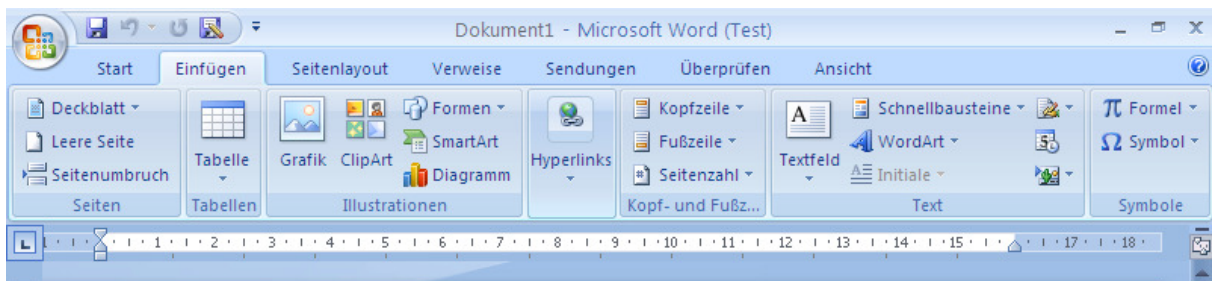 Dokument1 - Microsoft Word (Test)
Start Einfügen Seitenlayout Verweise Sendungen Überprüfen Ansicht
Deckblatt
Leere Seite
Seitenumbruch
Seiten
Tabelle
Tabellen
Grafik
ClipArt
Formen
SmartArt
Diagramm
Illustrationen
Hyperlinks
Kopfzeile
Fußzeile
Seitenzahl
Kopf- und Fußz...
Textfeld
Schnellbausteine
WordArt
Initiale
Text
Formel
Symbol
Symbole
L 1 1 2 3 4 5 6 7 8 9 10 11 12 13 14 15 17 18